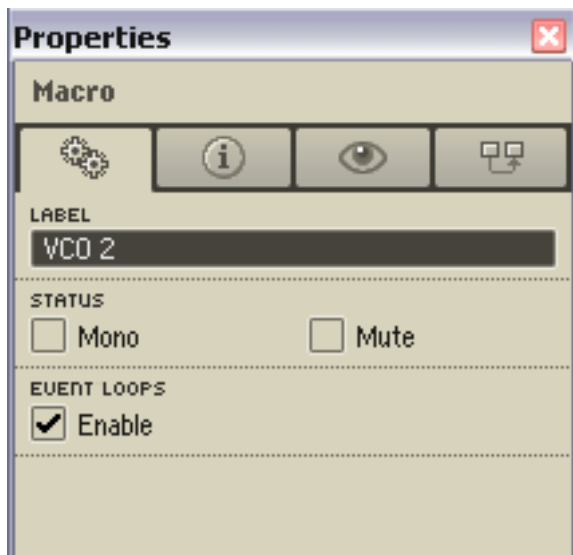 Properties
Macro
LABEL
VCO 2
STATUS
Mono Mute
EVENT LOOPS
Enable